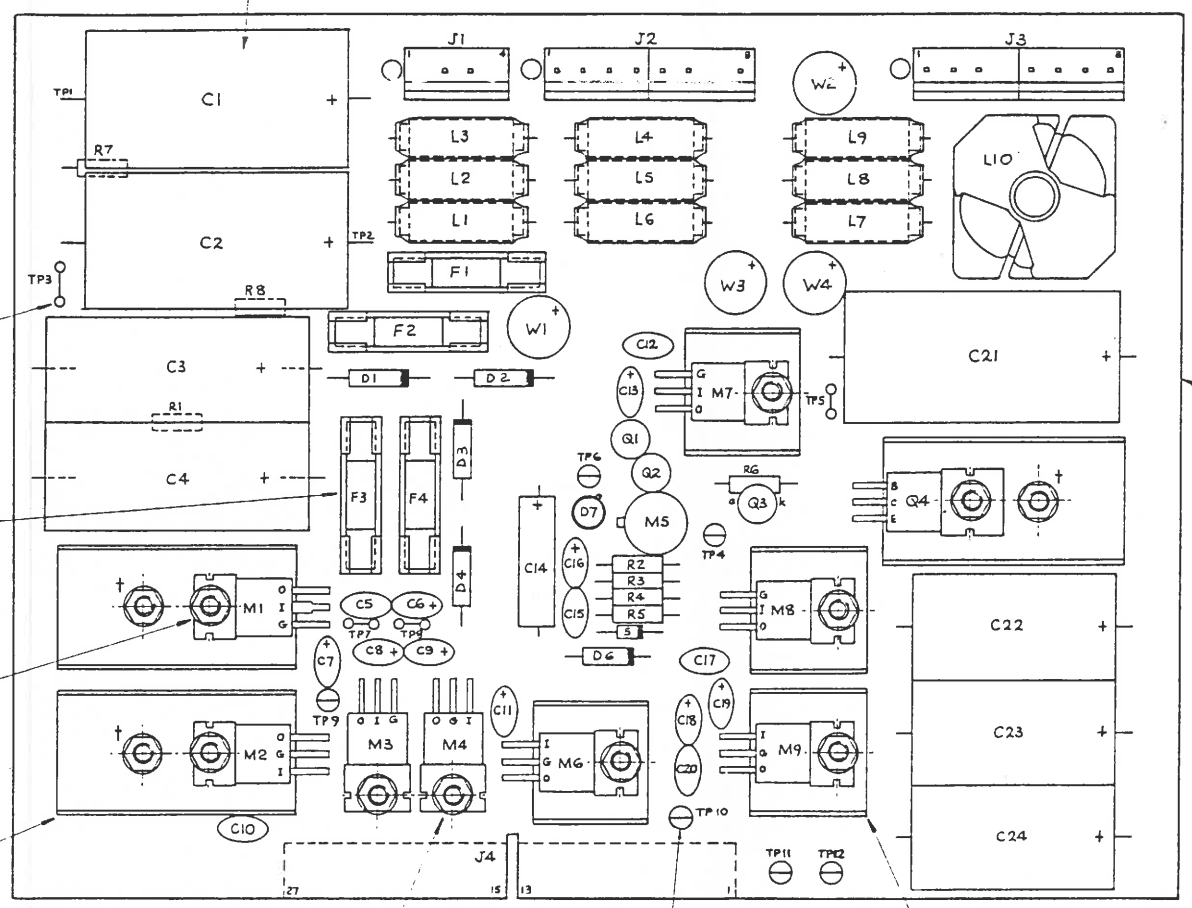 J1
1 4
J2
1 8
J3
1 8
W2 +
TP1
C1 +
L3
L4
L9
L10
R7
L2
L5
L8
C2 +
TP2
L1
L6
L7
TP3
F1
W3 +
W4 +
R8
F2
W1 +
C12
C21 +
C3 +
D1
D2
+ C13
G
I
O
M7
TP5
R1
C4 +
D3
Q1
TP6
Q2
R6
a Q3 k
B
C
E
Q4
†
F3
F4
+
C14
a
D7
M5
TP4
D4
+ C16
R2
R3
R4
R5
5
C15
D6
†
M1
O
I
G
C5
C6 +
TP7
TP8
C8 +
C9 +
+ C7
TP9
G
I
O
M8
C22 +
C17
+ C19
+ C18
C20
†
M2
O
G
I
O I G
M3
O G I
M4
+ C11
I
G
O
M6
I
G
O
M9
C23 +
C10
TP10
C24 +
J4
27 15 13 1
TP11
TP12